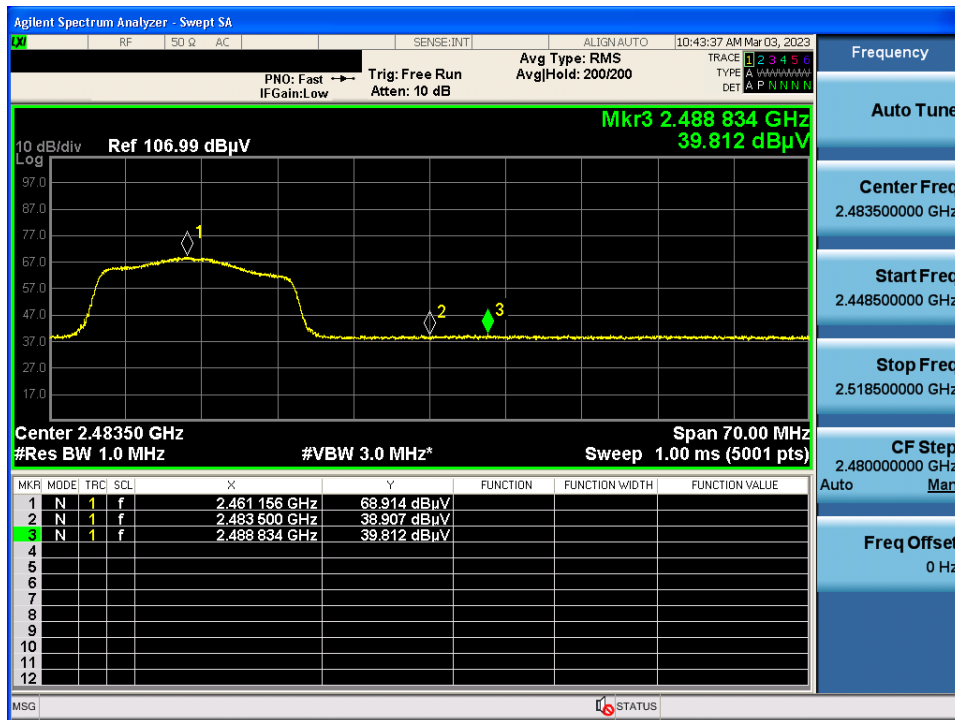 Agilent Spectrum Analyzer - Swept SA
LXI RF 50 Ω AC SENSE:INT ALIGN AUTO 10:43:37 AM Mar 03, 2023
PNO: Fast
IFGain:Low
Trig: Free Run
Atten: 10 dB
Avg Type: RMS
Avg|Hold: 200/200
TRACE 1 2 3 4 5 6
TYPE A WWWWW
DET A P N N N N
Mkr3 2.488 834 GHz
39.812 dBµV
10 dB/div Ref 106.99 dBµV
Log
97.0
87.0
77.0
67.0
57.0
47.0
37.0
27.0
17.0
1
2
3
Center 2.48350 GHz Span 70.00 MHz
#Res BW 1.0 MHz #VBW 3.0 MHz* Sweep 1.00 ms (5001 pts)
MKR MODE TRC SCL X Y FUNCTION FUNCTION WIDTH FUNCTION VALUE
1 N 1 f 2.461 156 GHz 68.914 dBµV
2 N 1 f 2.483 500 GHz 38.907 dBµV
3 N 1 f 2.488 834 GHz 39.812 dBµV
4
5
6
7
8
9
10
11
12
MSG STATUS
Frequency
Auto Tune
Center Freq
2.483500000 GHz
Start Freq
2.448500000 GHz
Stop Freq
2.518500000 GHz
CF Step
2.480000000 GHz
Auto Man
Freq Offset
0 Hz